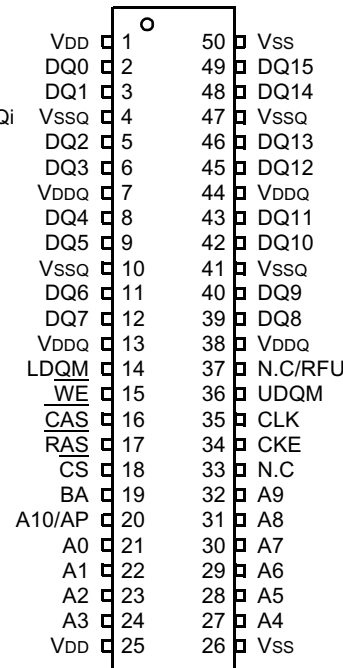 VDD 1 50 VSS
DQ0 2 49 DQ15
DQ1 3 48 DQ14
Qi VSSQ 4 47 VSSQ
DQ2 5 46 DQ13
DQ3 6 45 DQ12
VDDQ 7 44 VDDQ
DQ4 8 43 DQ11
DQ5 9 42 DQ10
VSSQ 10 41 VSSQ
DQ6 11 40 DQ9
DQ7 12 39 DQ8
VDDQ 13 38 VDDQ
LDQM 14 37 N.C/RFU
WE 15 36 UDQM
CAS 16 35 CLK
RAS 17 34 CKE
CS 18 33 N.C
BA 19 32 A9
A10/AP 20 31 A8
A0 21 30 A7
A1 22 29 A6
A2 23 28 A5
A3 24 27 A4
VDD 25 26 VSS